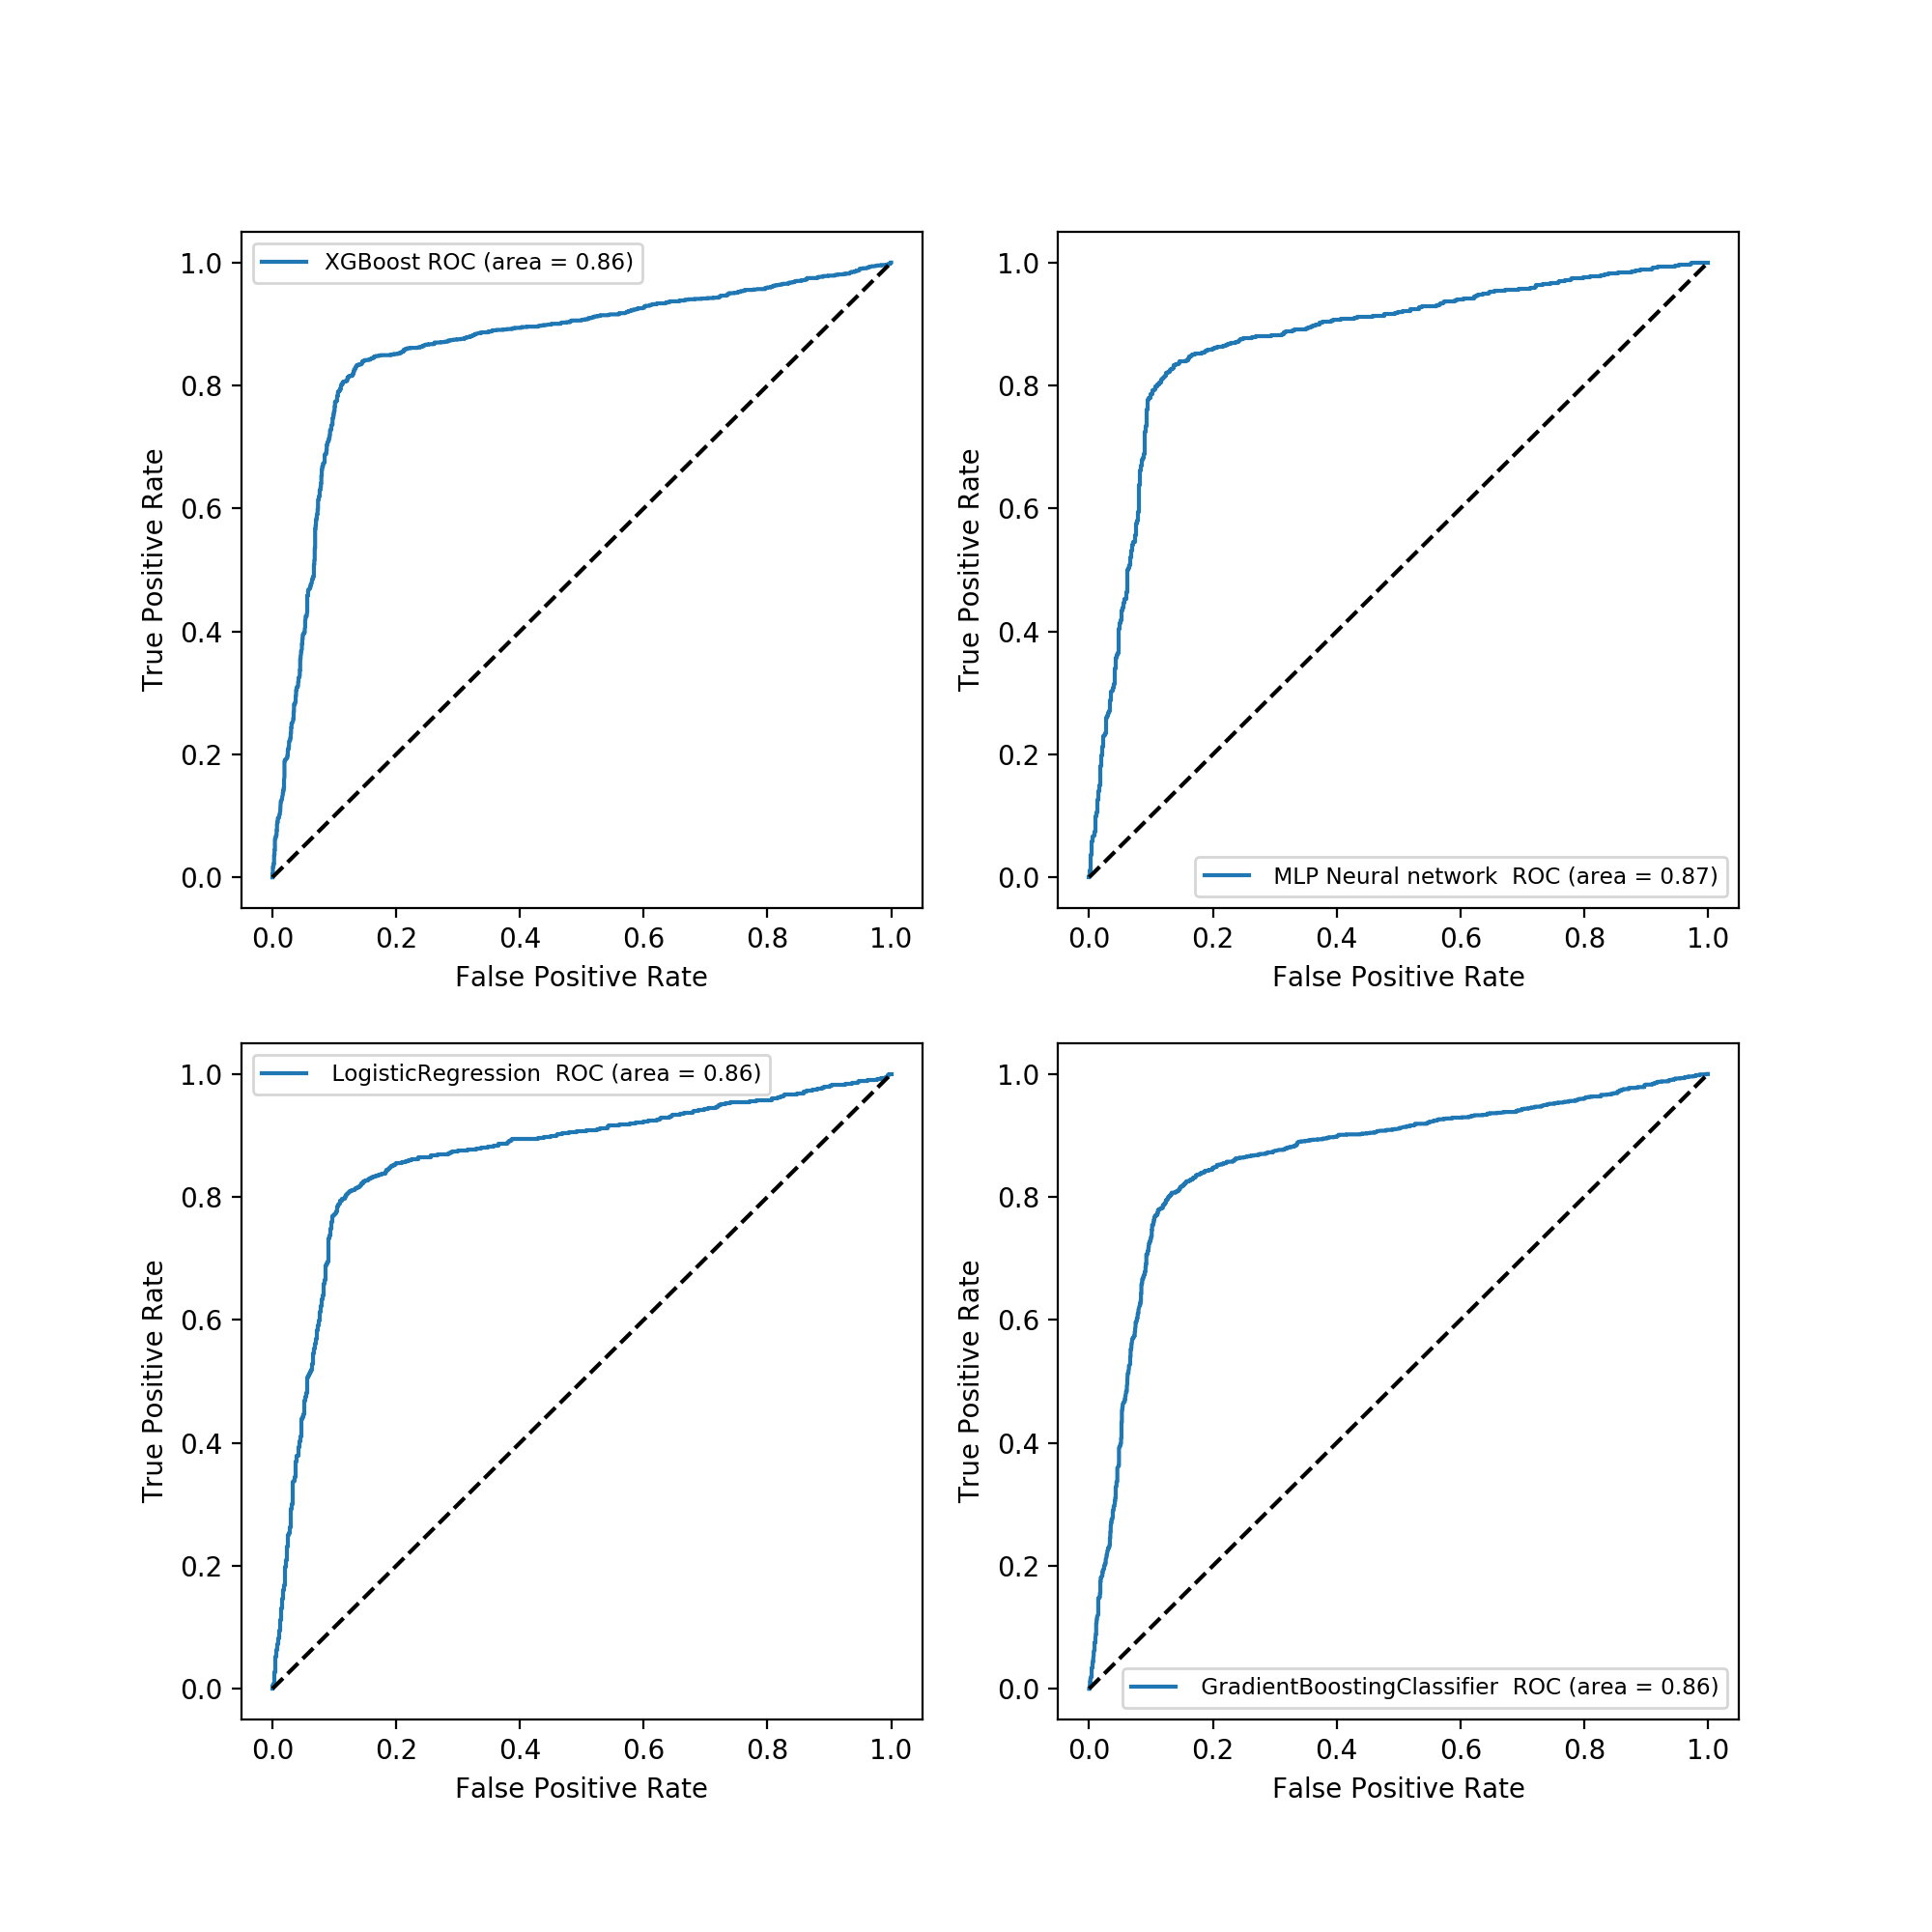 XGBoost ROC (area = 0.86)
1.0
0.8
0.6
0.4
0.2
0.0
True Positive Rate
0.0 0.2 0.4 0.6 0.8 1.0
False Positive Rate
1.0
0.8
0.6
0.4
0.2
0.0
True Positive Rate
MLP Neural network ROC (area = 0.87)
0.0 0.2 0.4 0.6 0.8 1.0
False Positive Rate
LogisticRegression ROC (area = 0.86)
1.0
0.8
0.6
0.4
0.2
0.0
True Positive Rate
0.0 0.2 0.4 0.6 0.8 1.0
False Positive Rate
1.0
0.8
0.6
0.4
0.2
0.0
True Positive Rate
GradientBoostingClassifier ROC (area = 0.86)
0.0 0.2 0.4 0.6 0.8 1.0
False Positive Rate